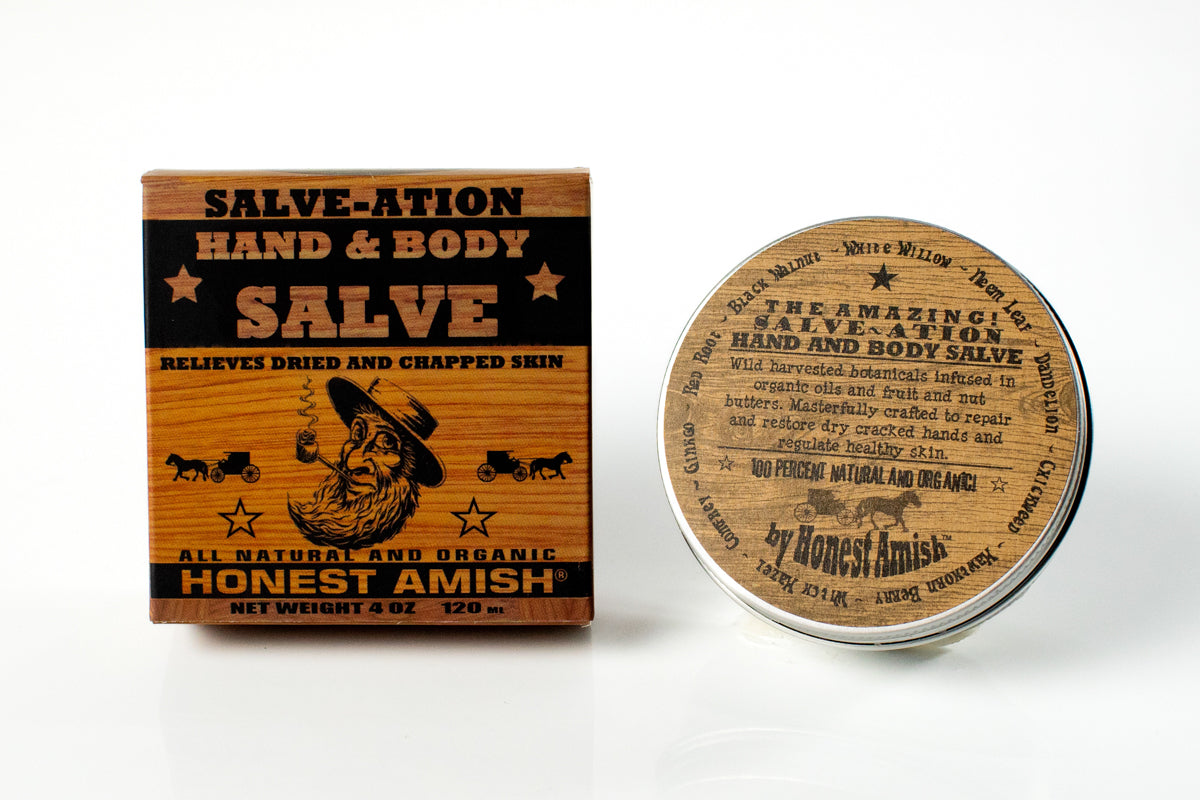 SALVE-ATION
HAND & BODY
SALVE
RELIEVES DRIED AND CHAPPED SKIN
ALL NATURAL AND ORGANIC
HONEST AMISH®
NET WEIGHT 4 OZ 120 ML
Comfrey ~ Ginkgo ~ Red Root ~ Black Walnut ~ White Willow ~ Neem Leaf ~ Dandelion ~ Chickweed ~ Hawthorn Berry ~ Witch Hazel ~
THE AMAZING!
SALVE~ATION
HAND AND BODY SALVE
Wild harvested botanicals infused in
organic oils and fruit and nut
butters. Masterfully crafted to repair
and restore dry cracked hands and
regulate healthy skin.
100 PERCENT NATURAL AND ORGANIC!
by Honest Amish™